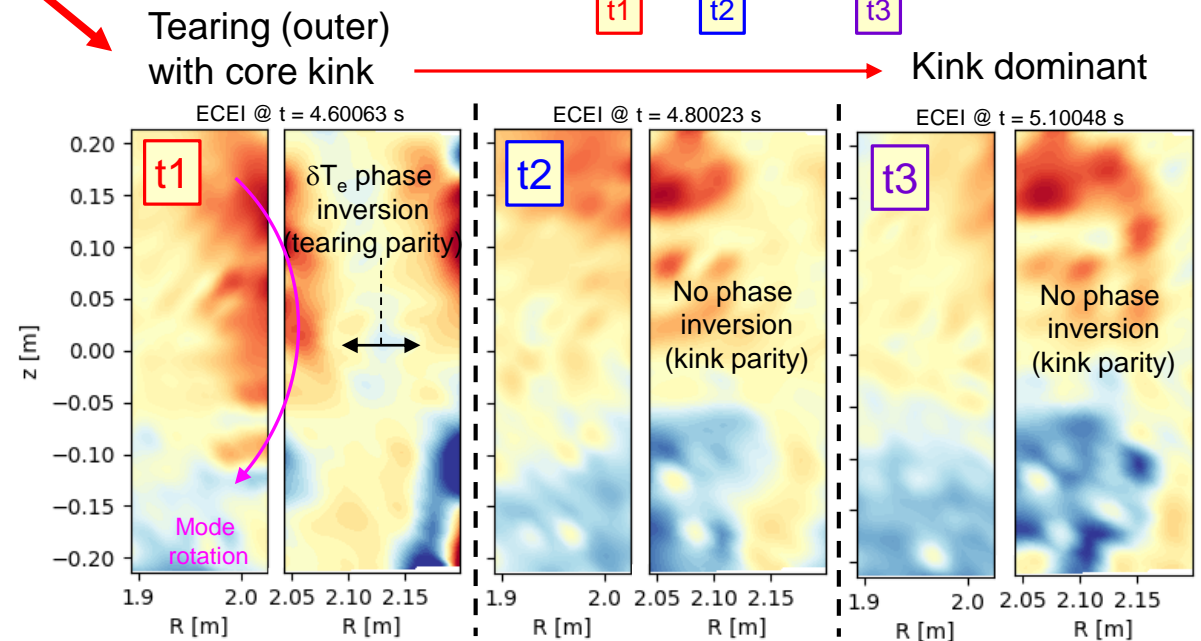 t1 t2 t3
Tearing (outer)
with core kink
Kink dominant
ECEI @ t = 4.60063 s
ECEI @ t = 4.80023 s
ECEI @ t = 5.10048 s
t1
δTₑ phase
inversion
(tearing parity)
Mode
rotation
t2
No phase
inversion
(kink parity)
t3
No phase
inversion
(kink parity)
z [m]
0.20
0.15
0.10
0.05
0.00
−0.05
−0.10
−0.15
−0.20
1.9 2.0 2.05 2.10 2.15
1.9 2.0 2.05 2.10 2.15
1.9 2.0 2.05 2.10 2.15
R [m] R [m] R [m] R [m] R [m] R [m]